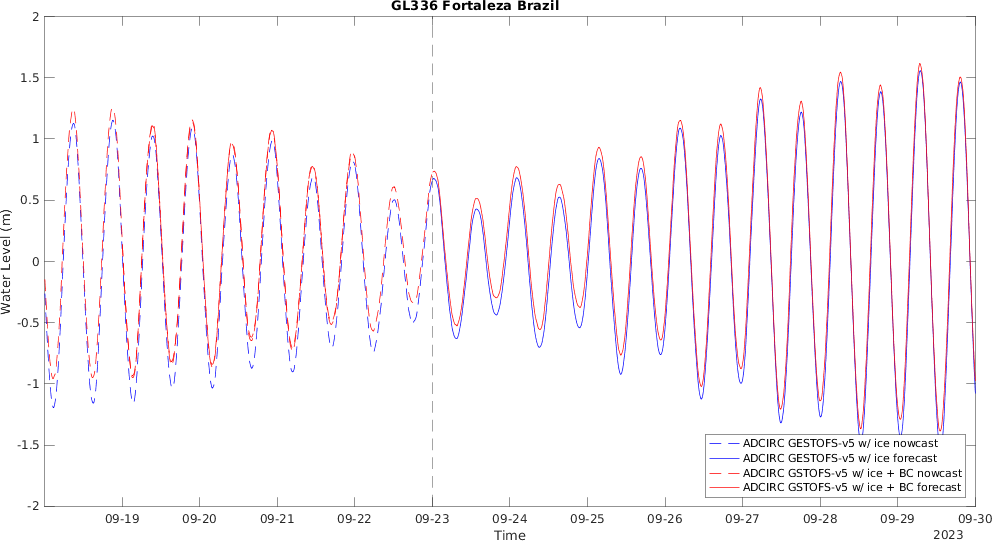 GL336 Fortaleza Brazil
Water Level (m)
2
1.5
1
0.5
0
-0.5
-1
-1.5
-2
ADCIRC GESTOFS-v5 w/ ice nowcast
ADCIRC GESTOFS-v5 w/ ice forecast
ADCIRC GSTOFS-v5 w/ ice + BC nowcast
ADCIRC GSTOFS-v5 w/ ice + BC forecast
09-19 09-20 09-21 09-22 09-23 09-24 09-25 09-26 09-27 09-28 09-29 09-30
Time
2023